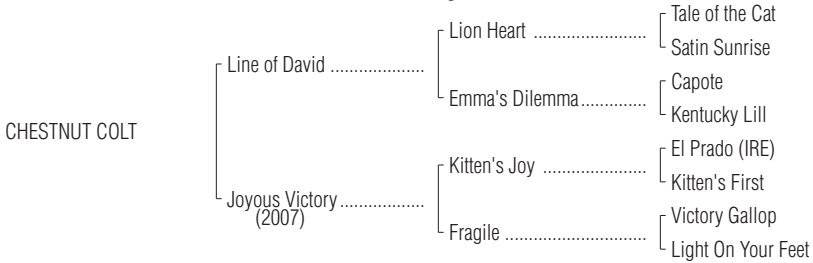 Tale of the Cat
Lion Heart ........................
Satin Sunrise
Line of David ....................
Capote
Emma's Dilemma..............
Kentucky Lill
CHESTNUT COLT
El Prado (IRE)
Kitten's Joy ......................
Kitten's First
Joyous Victory..................
(2007)
Victory Gallop
Fragile ..............................
Light On Your Feet